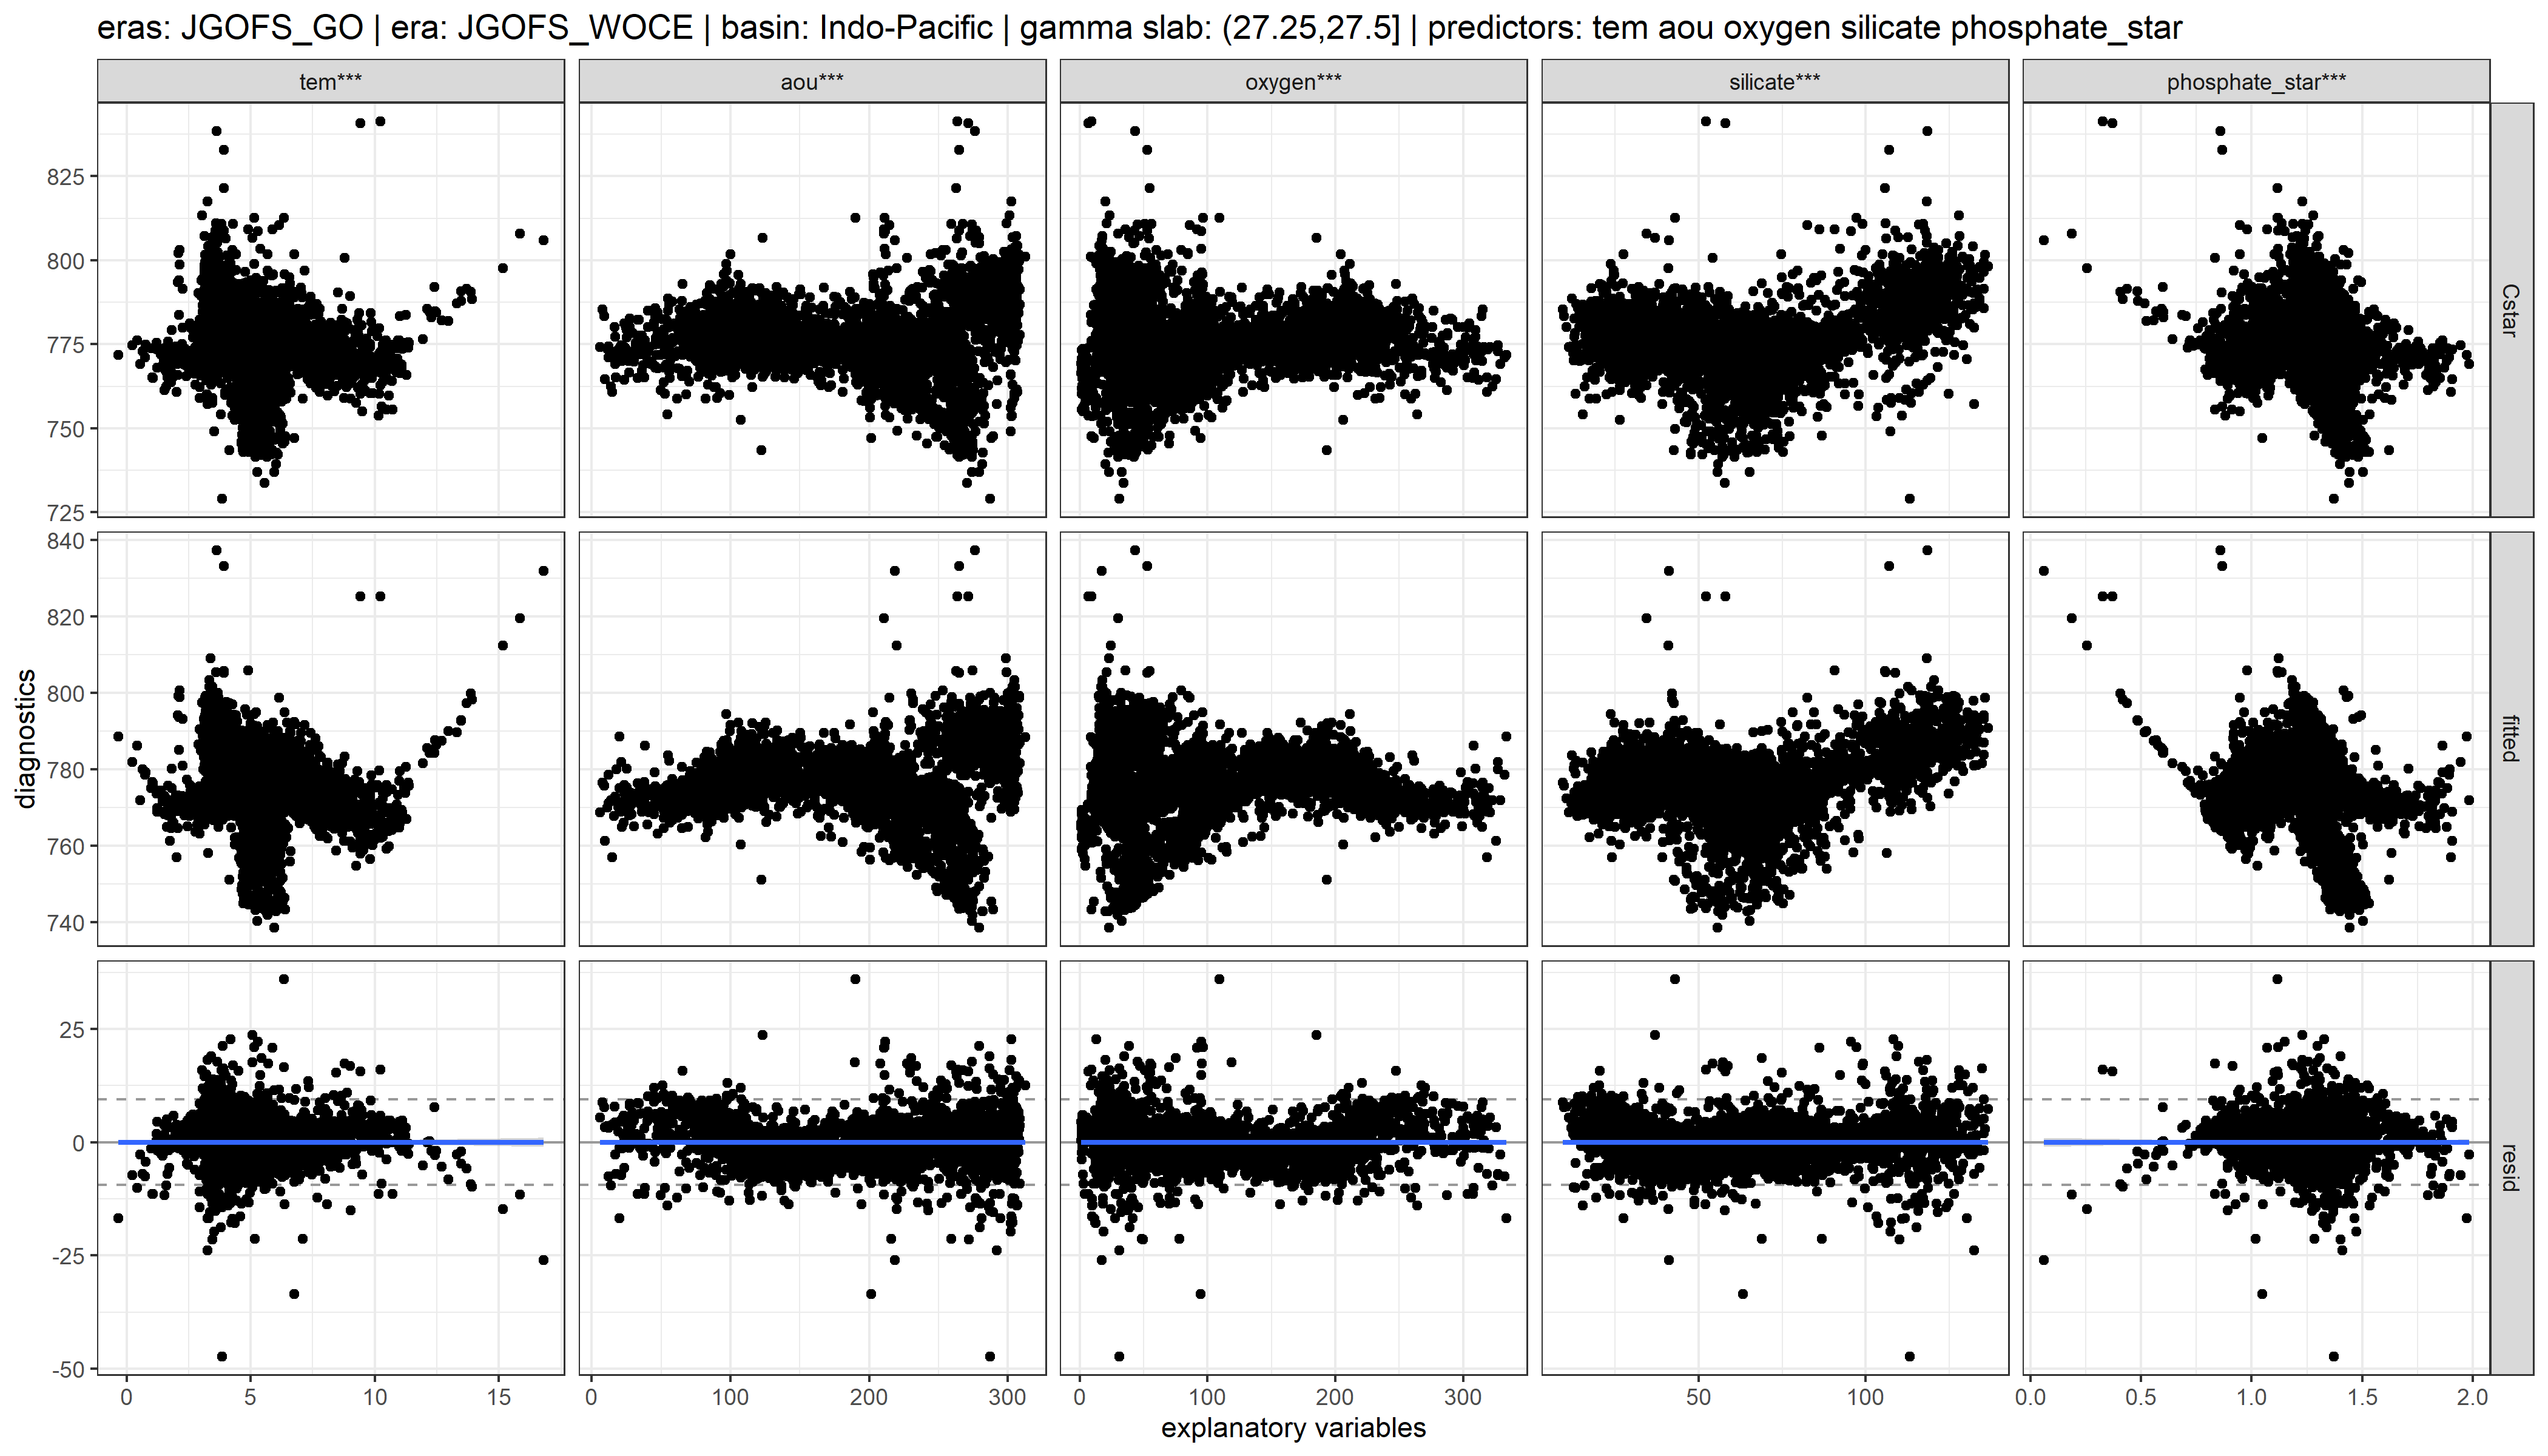 eras: JGOFS_GO | era: JGOFS_WOCE | basin: Indo-Pacific | gamma slab: (27.25,27.5] | predictors: tem aou oxygen silicate phosphate_star
tem*** aou*** oxygen*** silicate*** phosphate_star***
825
800
775
750
725
Cstar
840
820
800
780
760
740
fitted
diagnostics
25
0
-25
-50
resid
0 5 10 15 0 100 200 300 0 100 200 300 50 100 0.0 0.5 1.0 1.5 2.0
explanatory variables